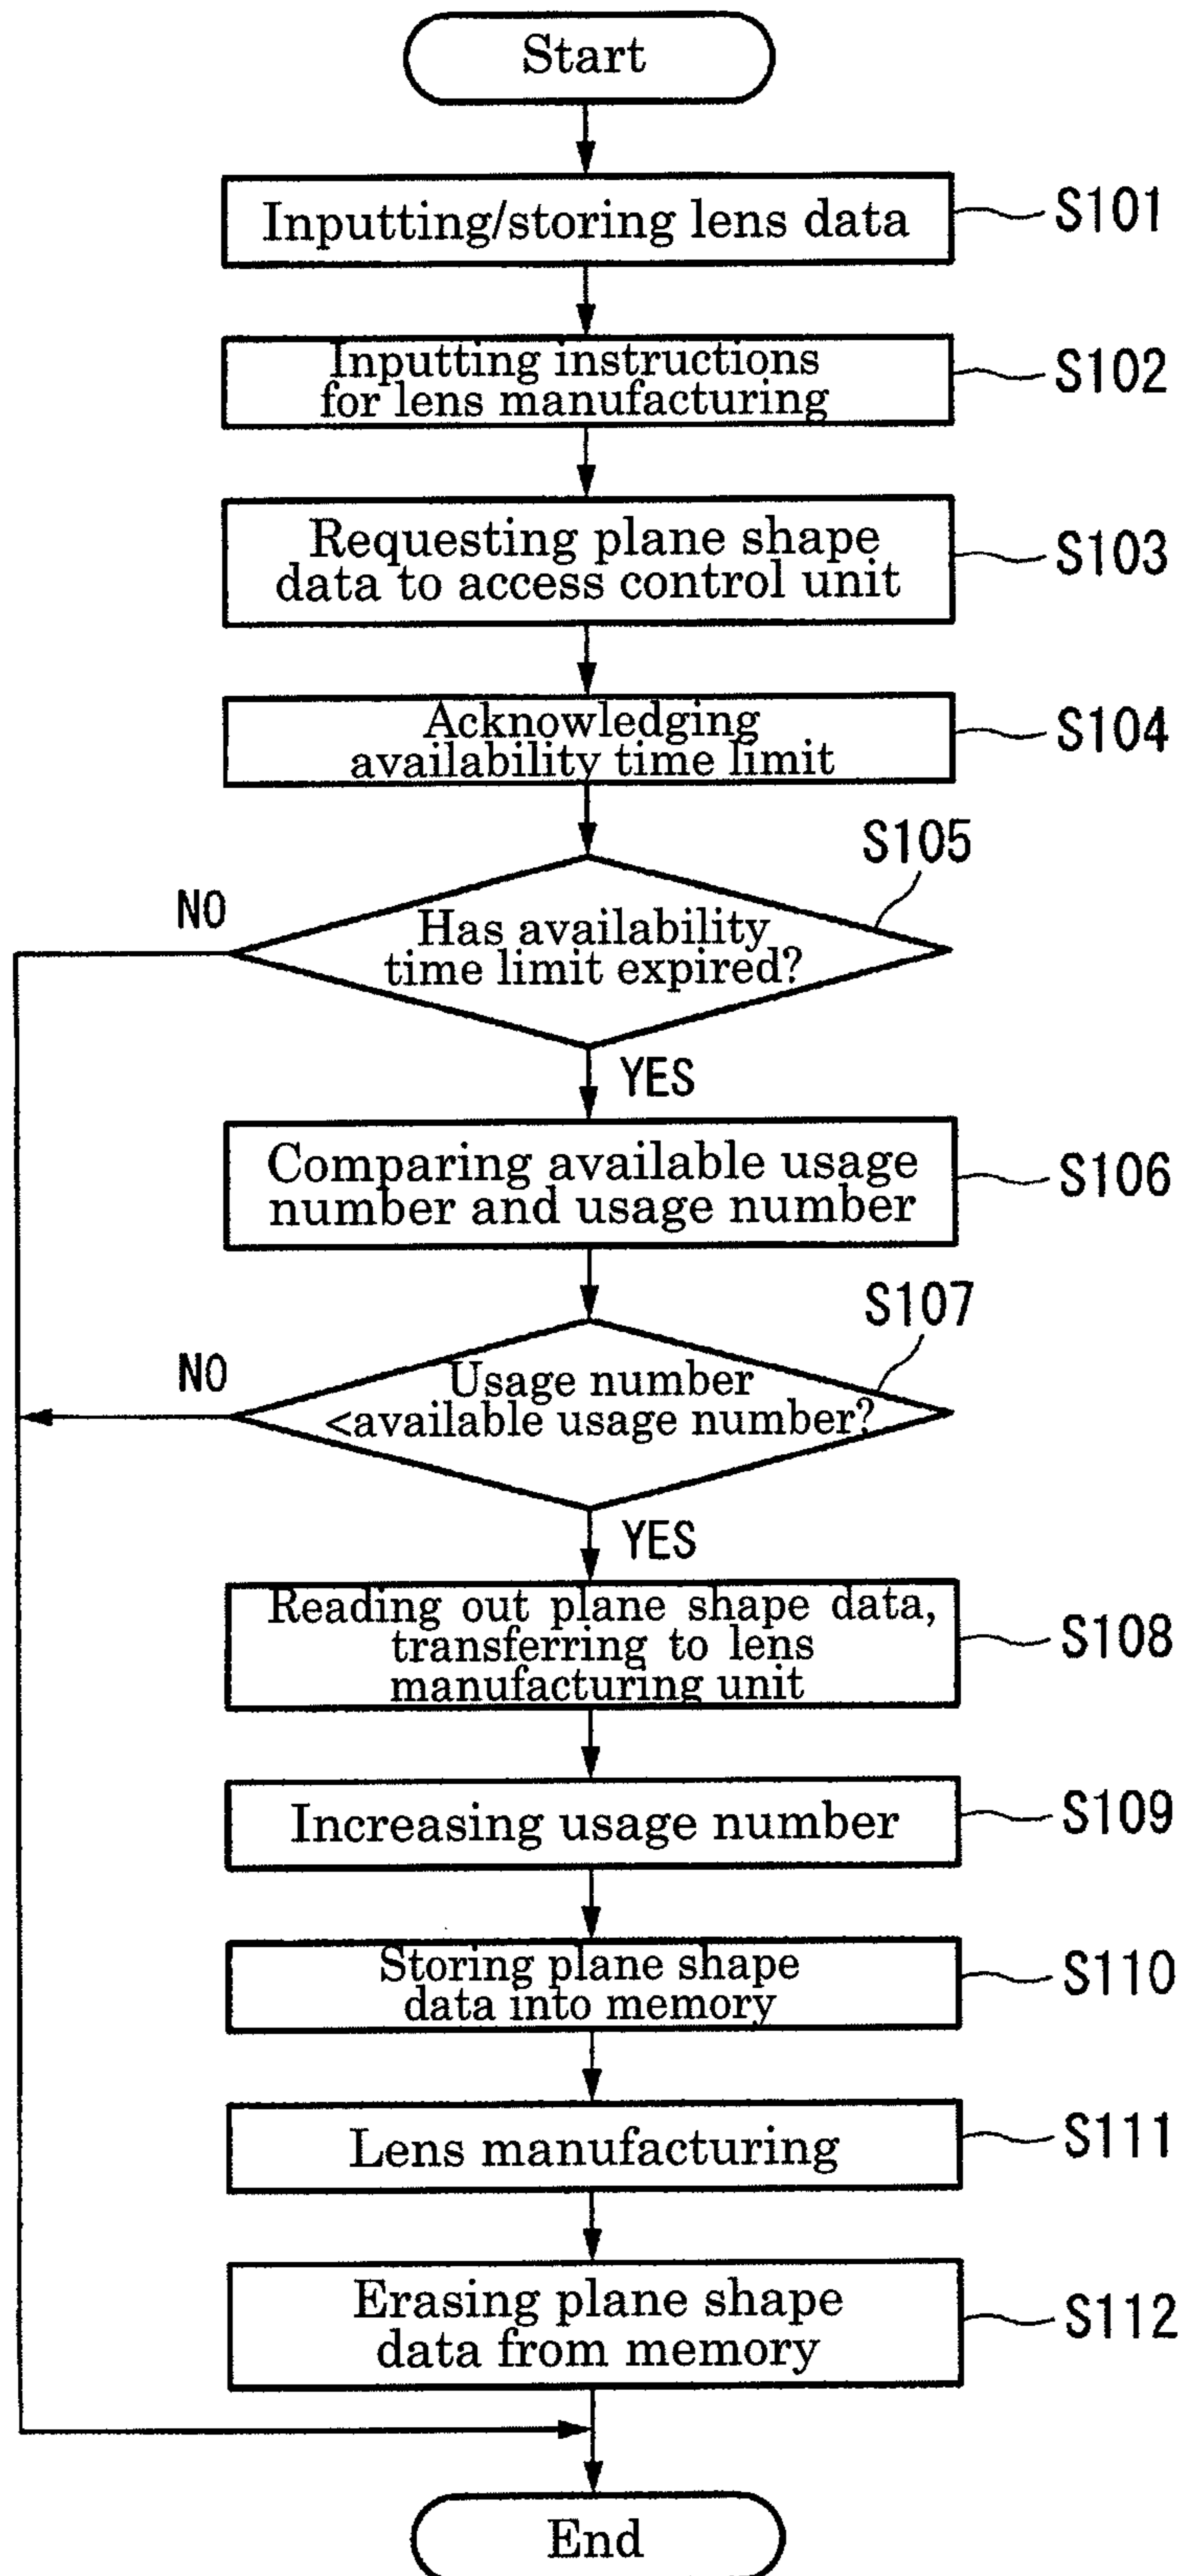 Start
Inputting/storing lens data
S101
Inputting instructions
for lens manufacturing
S102
Requesting plane shape
data to access control unit
S103
Acknowledging
availability time limit
S104
S105
NO
Has availability
time limit expired?
YES
Comparing available usage
number and usage number
S106
S107
NO
Usage number
<available usage number?
YES
Reading out plane shape data,
transferring to lens
manufacturing unit
S108
Increasing usage number
S109
Storing plane shape
data into memory
S110
Lens manufacturing
S111
Erasing plane shape
data from memory
S112
End